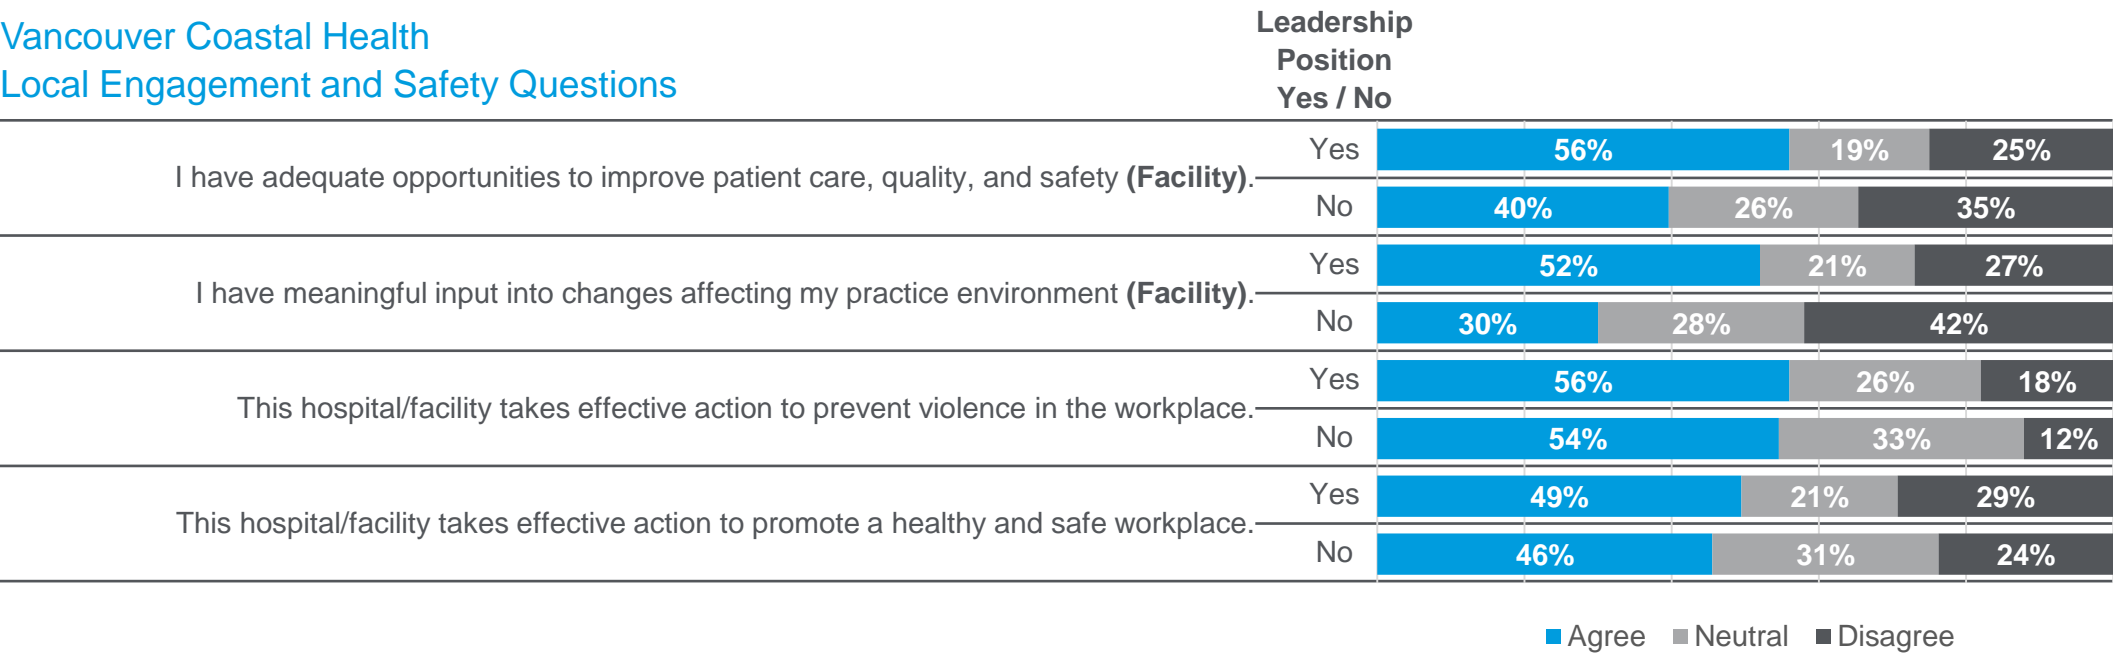 Vancouver Coastal Health
Local Engagement and Safety Questions
Leadership
Position
Yes / No
I have adequate opportunities to improve patient care, quality, and safety (Facility).
Yes 56% 19% 25%
No 40% 26% 35%
I have meaningful input into changes affecting my practice environment (Facility).
Yes 52% 21% 27%
No 30% 28% 42%
This hospital/facility takes effective action to prevent violence in the workplace.
Yes 56% 26% 18%
No 54% 33% 12%
This hospital/facility takes effective action to promote a healthy and safe workplace.
Yes 49% 21% 29%
No 46% 31% 24%
Agree Neutral Disagree